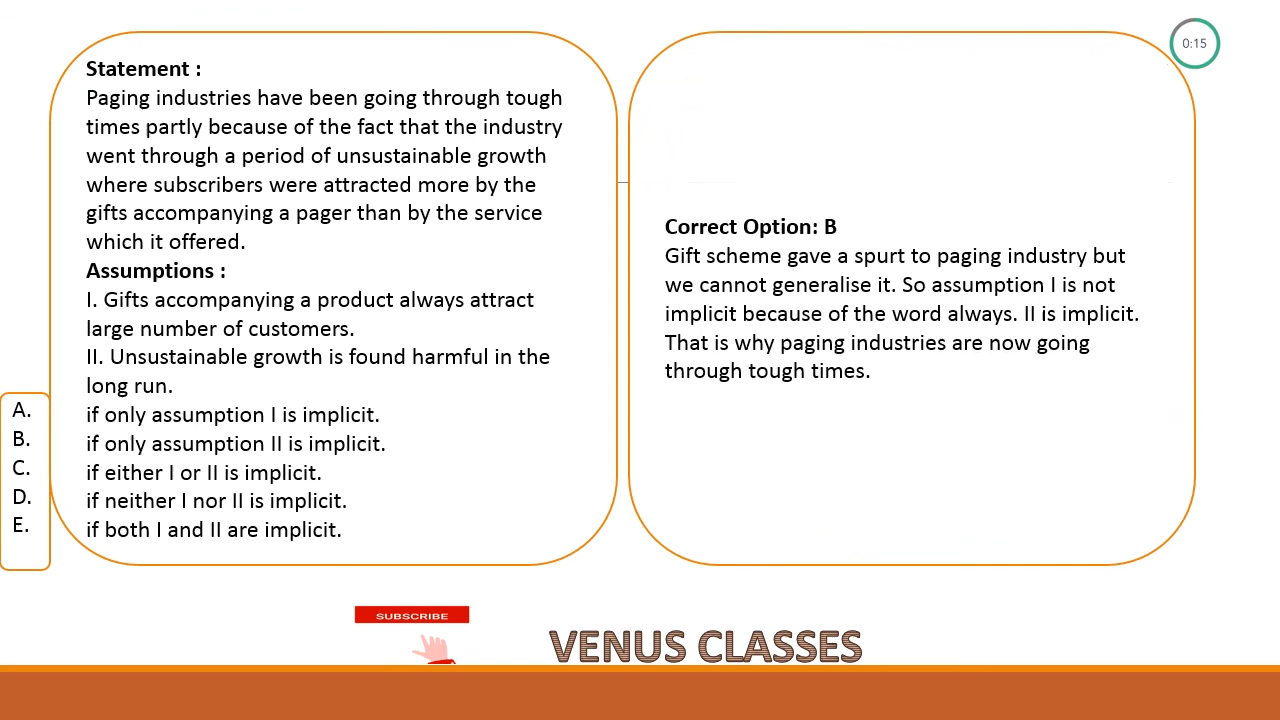 0:15
Statement :
Paging industries have been going through tough
times partly because of the fact that the industry
went through a period of unsustainable growth
where subscribers were attracted more by the
gifts accompanying a pager than by the service
which it offered.
Assumptions :
I. Gifts accompanying a product always attract
large number of customers.
II. Unsustainable growth is found harmful in the
long run.
A. if only assumption I is implicit.
B. if only assumption II is implicit.
C. if either I or II is implicit.
D. if neither I nor II is implicit.
E. if both I and II are implicit.
Correct Option: B
Gift scheme gave a spurt to paging industry but
we cannot generalise it. So assumption I is not
implicit because of the word always. II is implicit.
That is why paging industries are now going
through tough times.
SUBSCRIBE
VENUS CLASSES